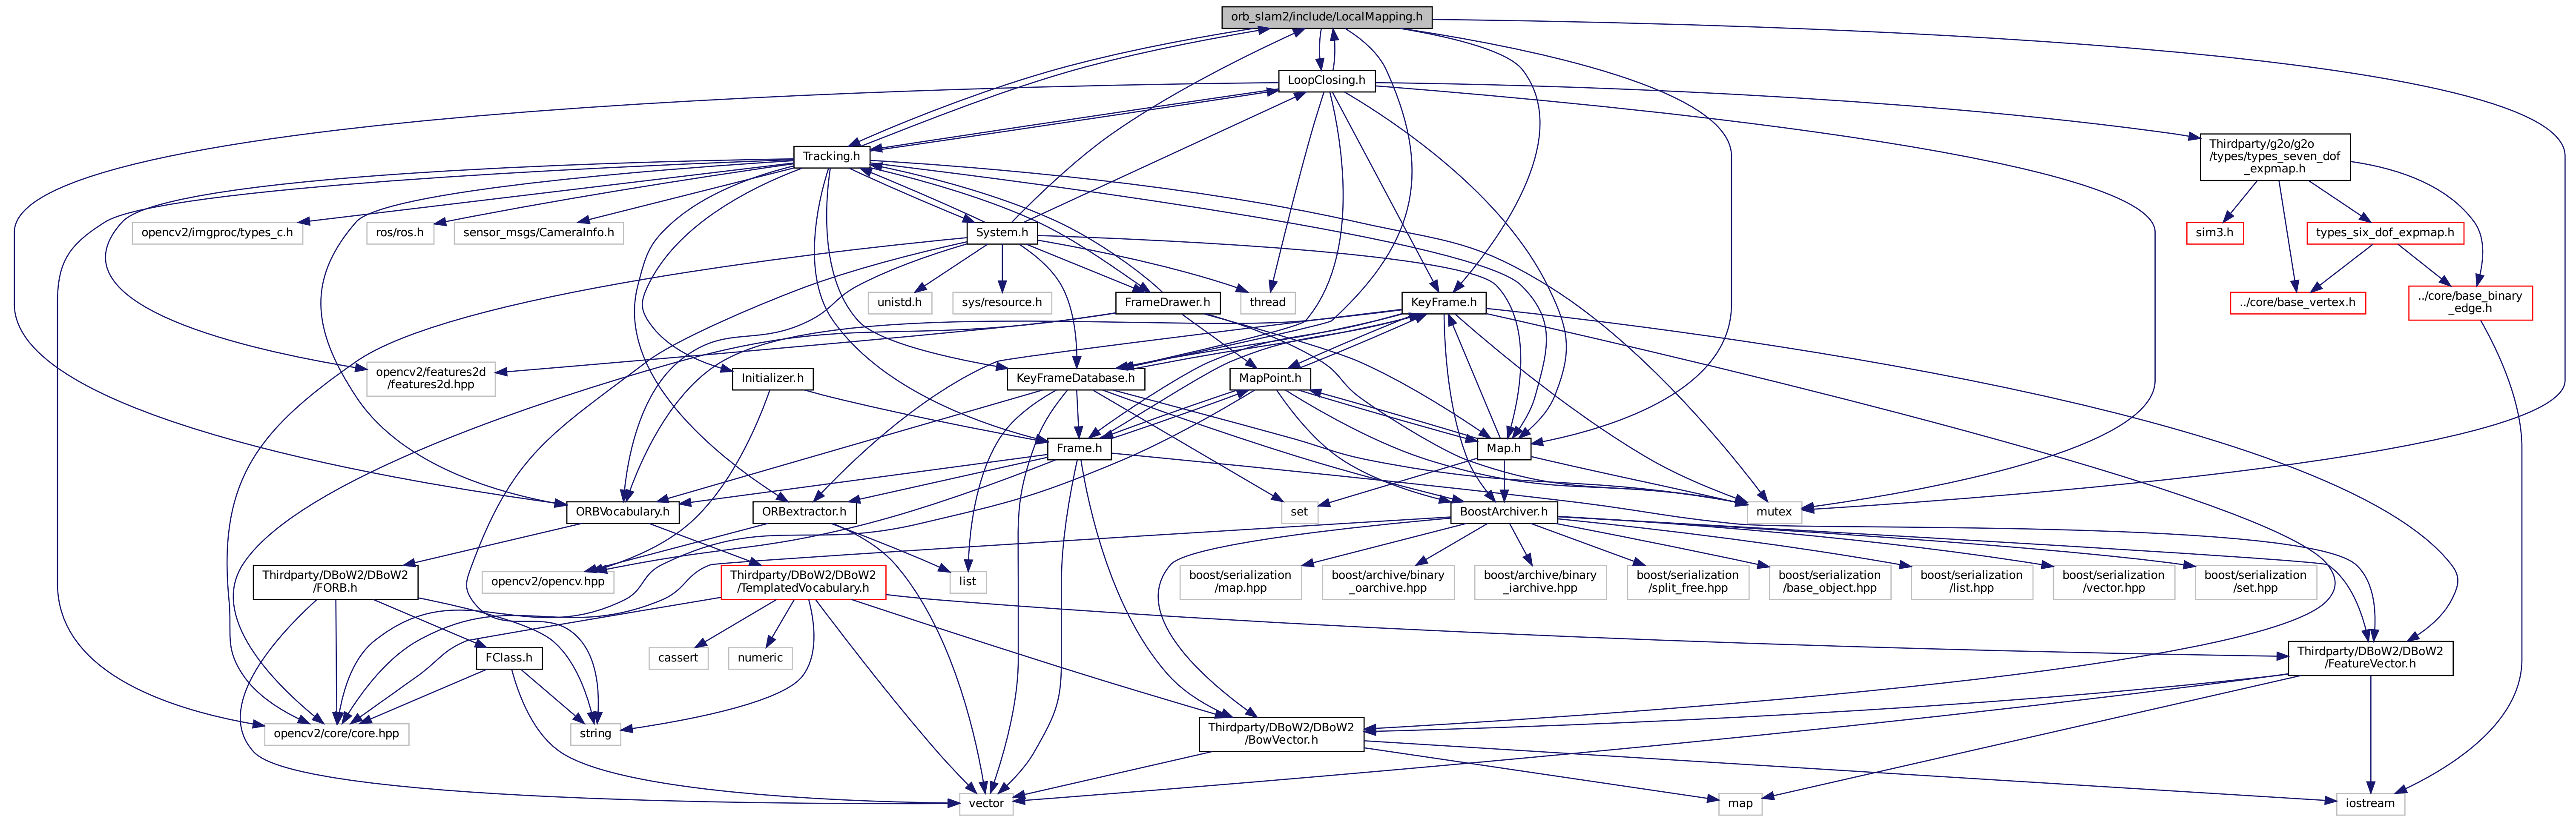 orb_slam2/include/LocalMapping.h
LoopClosing.h
Tracking.h
Thirdparty/g2o/g2o
/types/types_seven_dof
_expmap.h
opencv2/imgproc/types_c.h
ros/ros.h
sensor_msgs/CameraInfo.h
System.h
sim3.h
types_six_dof_expmap.h
unistd.h
sys/resource.h
FrameDrawer.h
thread
KeyFrame.h
../core/base_vertex.h
../core/base_binary
_edge.h
opencv2/features2d
/features2d.hpp
Initializer.h
KeyFrameDatabase.h
MapPoint.h
Frame.h
Map.h
ORBVocabulary.h
ORBextractor.h
set
BoostArchiver.h
mutex
Thirdparty/DBoW2/DBoW2
/FORB.h
opencv2/opencv.hpp
Thirdparty/DBoW2/DBoW2
/TemplatedVocabulary.h
list
boost/serialization
/map.hpp
boost/archive/binary
_oarchive.hpp
boost/archive/binary
_iarchive.hpp
boost/serialization
/split_free.hpp
boost/serialization
/base_object.hpp
boost/serialization
/list.hpp
boost/serialization
/vector.hpp
boost/serialization
/set.hpp
FClass.h
cassert
numeric
Thirdparty/DBoW2/DBoW2
/FeatureVector.h
opencv2/core/core.hpp
string
Thirdparty/DBoW2/DBoW2
/BowVector.h
vector
map
iostream